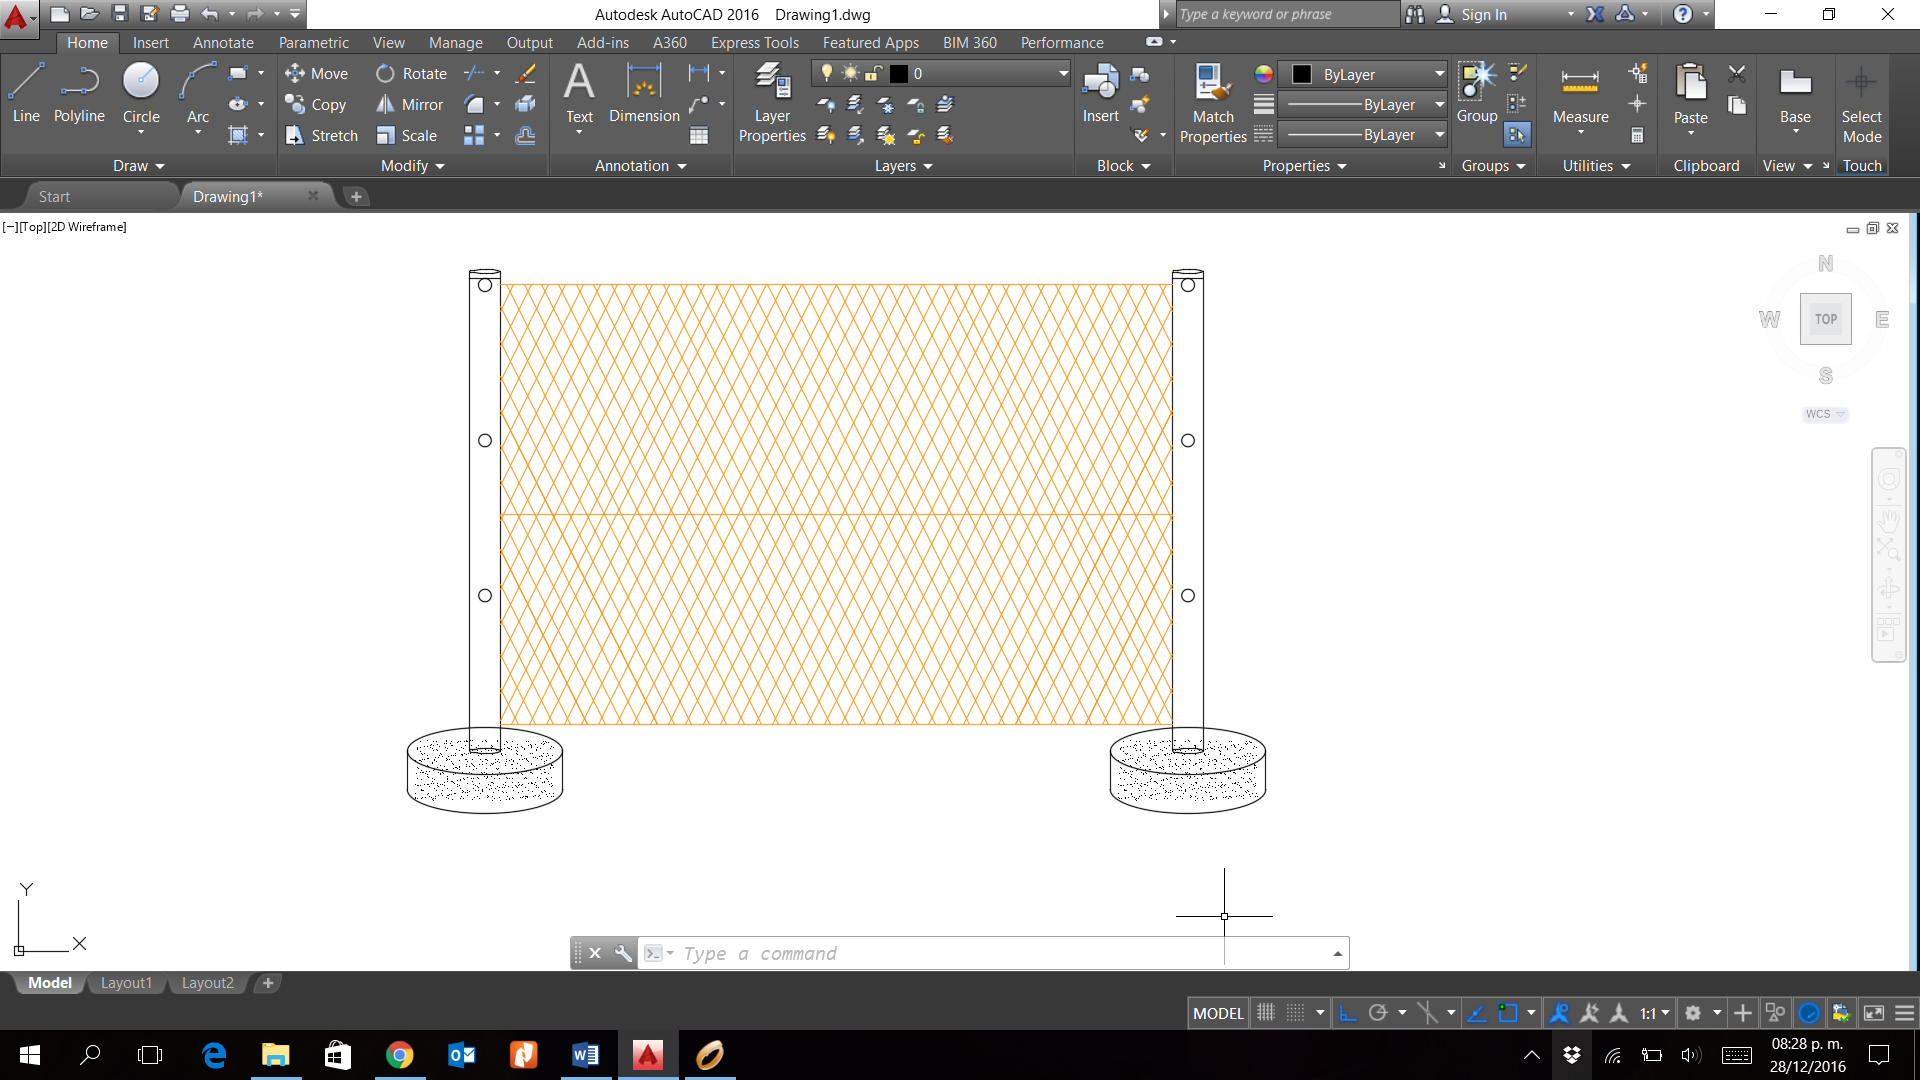 Autodesk AutoCAD 2016 Drawing1.dwg
Type a keyword or phrase
Sign In
Home Insert Annotate Parametric View Manage Output Add-ins A360 Express Tools Featured Apps BIM 360 Performance
Line Polyline Circle Arc
Move Rotate
Copy Mirror
Stretch Scale
Text Dimension
Layer Properties
0
Insert
Match Properties
ByLayer
ByLayer
ByLayer
Group
Measure
Paste
Base
Select Mode
Draw Modify Annotation Layers Block Properties Groups Utilities Clipboard View Touch
Start Drawing1*
[−][Top][2D Wireframe]
N
W TOP E
S
WCS
Y
X
Type a command
Model Layout1 Layout2
MODEL 1:1
08:28 p. m.
28/12/2016